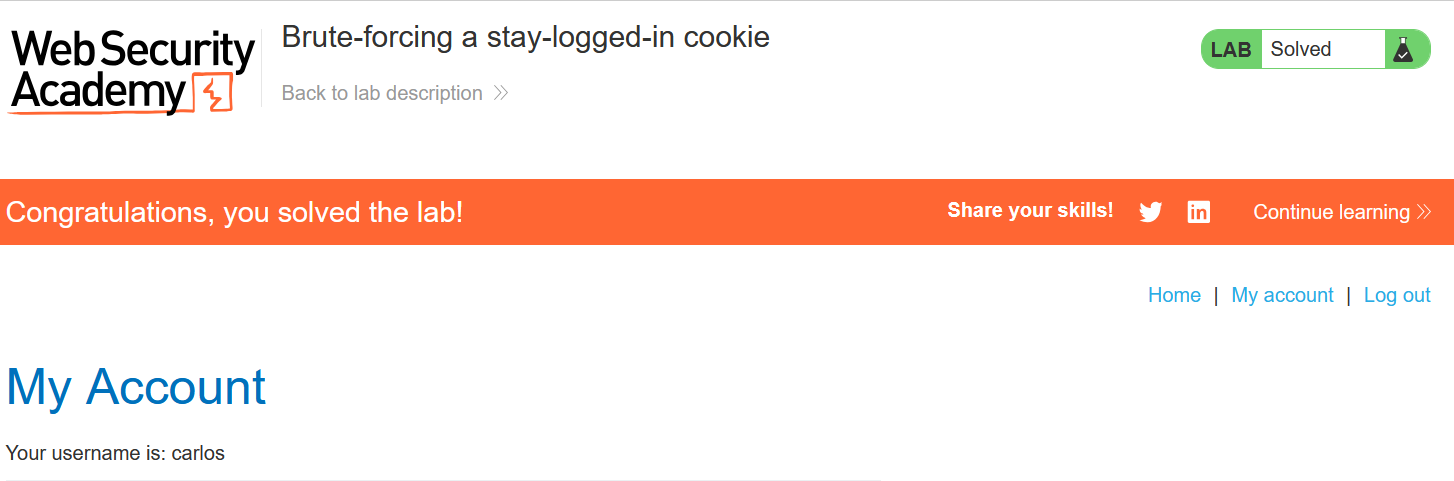 Web Security
Academy
Brute-forcing a stay-logged-in cookie
Back to lab description
LAB Solved
Congratulations, you solved the lab!
Share your skills!
Continue learning
Home | My account | Log out
My Account
Your username is: carlos